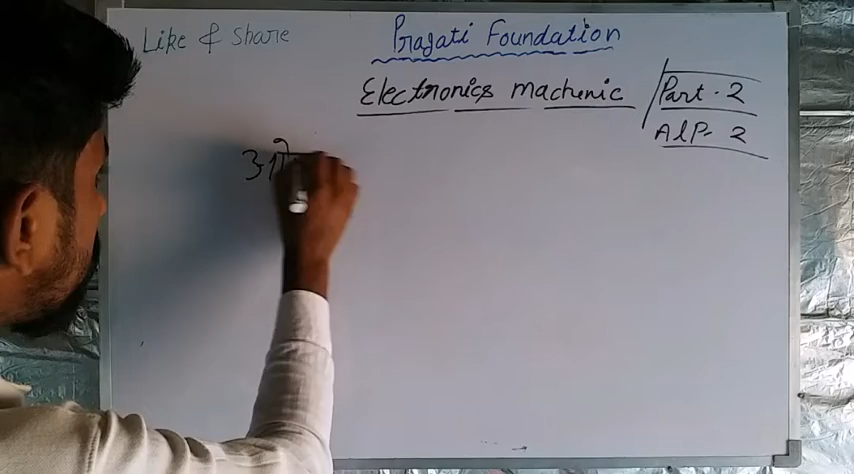 Like & Share
Pragati Foundation
Electronics machenic
Part - 2
ALP- 2